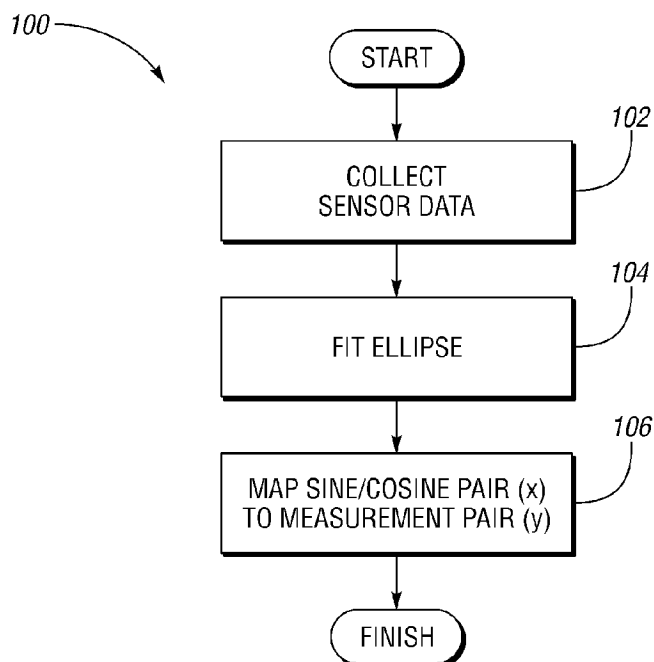 100
START
102
COLLECT
SENSOR DATA
104
FIT ELLIPSE
106
MAP SINE/COSINE PAIR (x)
TO MEASUREMENT PAIR (y)
FINISH